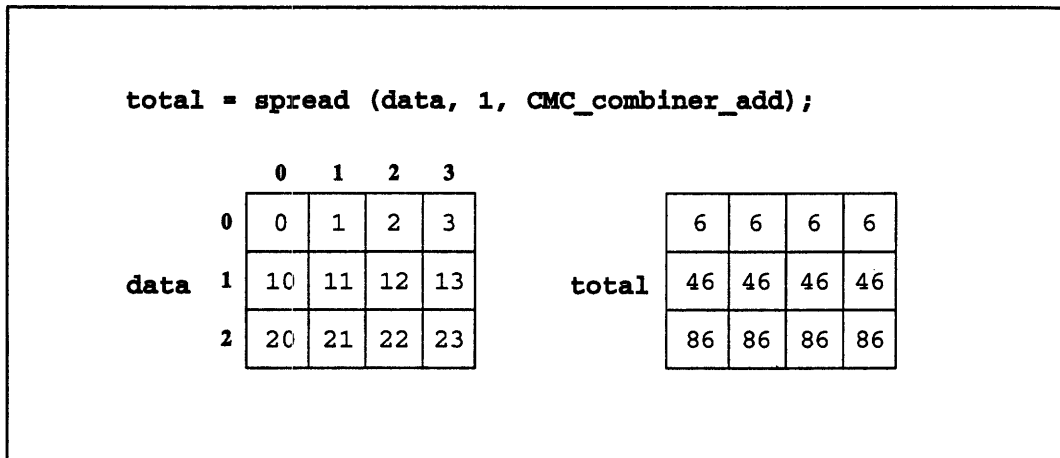 total = spread (data, 1, CMC_combiner_add);
0 1 2 3
0 0 1 2 3 6 6 6 6
data 1 10 11 12 13 total 46 46 46 46
2 20 21 22 23 86 86 86 86